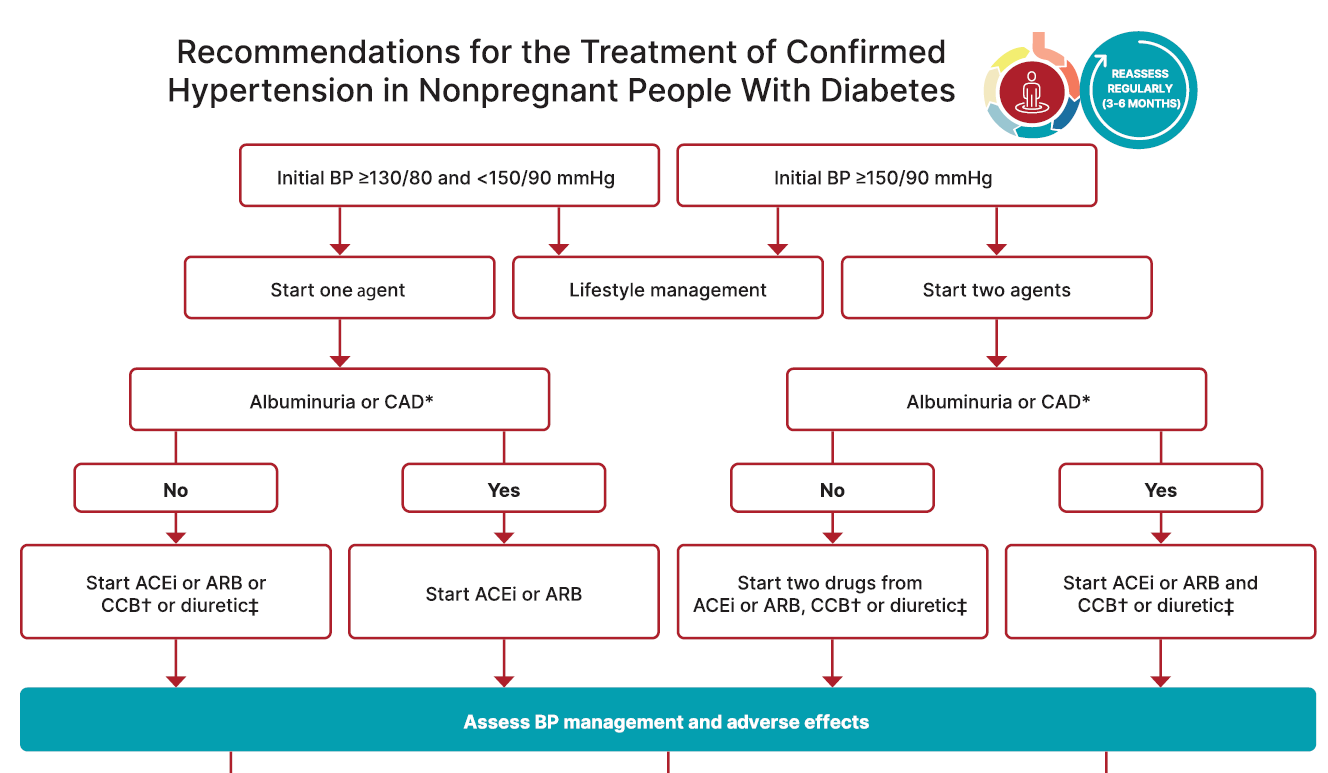 Recommendations for the Treatment of Confirmed
Hypertension in Nonpregnant People With Diabetes
REASSESS
REGULARLY
(3-6 MONTHS)
Initial BP ≥130/80 and <150/90 mmHg
Initial BP ≥150/90 mmHg
Start one agent
Lifestyle management
Start two agents
Albuminuria or CAD*
Albuminuria or CAD*
No
Yes
No
Yes
Start ACEi or ARB or
CCB† or diuretic‡
Start ACEi or ARB
Start two drugs from
ACEi or ARB, CCB† or diuretic‡
Start ACEi or ARB and
CCB† or diuretic‡
Assess BP management and adverse effects